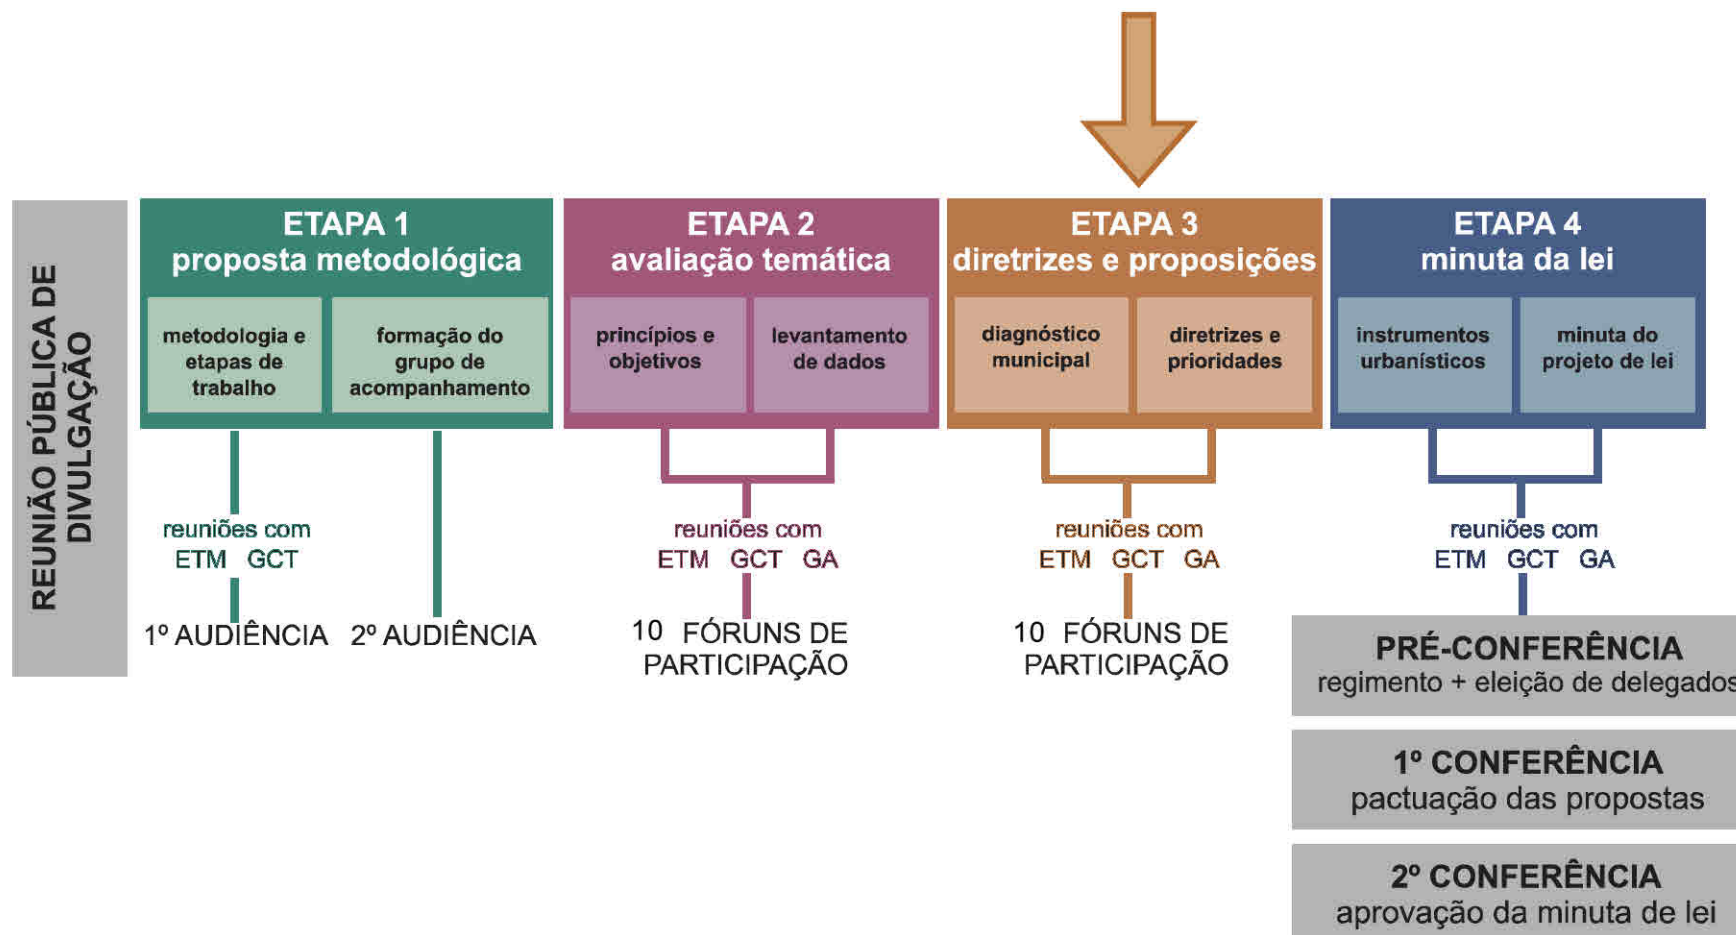 REUNIÃO PÚBLICA DE
DIVULGAÇÃO
ETAPA 1
proposta metodológica
metodologia e
etapas de
trabalho
formação do
grupo de
acompanhamento
reuniões com
ETM GCT
1º AUDIÊNCIA
2º AUDIÊNCIA
ETAPA 2
avaliação temática
princípios e
objetivos
levantamento
de dados
reuniões com
ETM GCT GA
10 FÓRUNS DE
PARTICIPAÇÃO
ETAPA 3
diretrizes e proposições
diagnóstico
municipal
diretrizes e
prioridades
reuniões com
ETM GCT GA
10 FÓRUNS DE
PARTICIPAÇÃO
ETAPA 4
minuta da lei
instrumentos
urbanísticos
minuta do
projeto de lei
reuniões com
ETM GCT GA
PRÉ-CONFERÊNCIA
regimento + eleição de delegados
1º CONFERÊNCIA
pactuação das propostas
2º CONFERÊNCIA
aprovação da minuta de lei